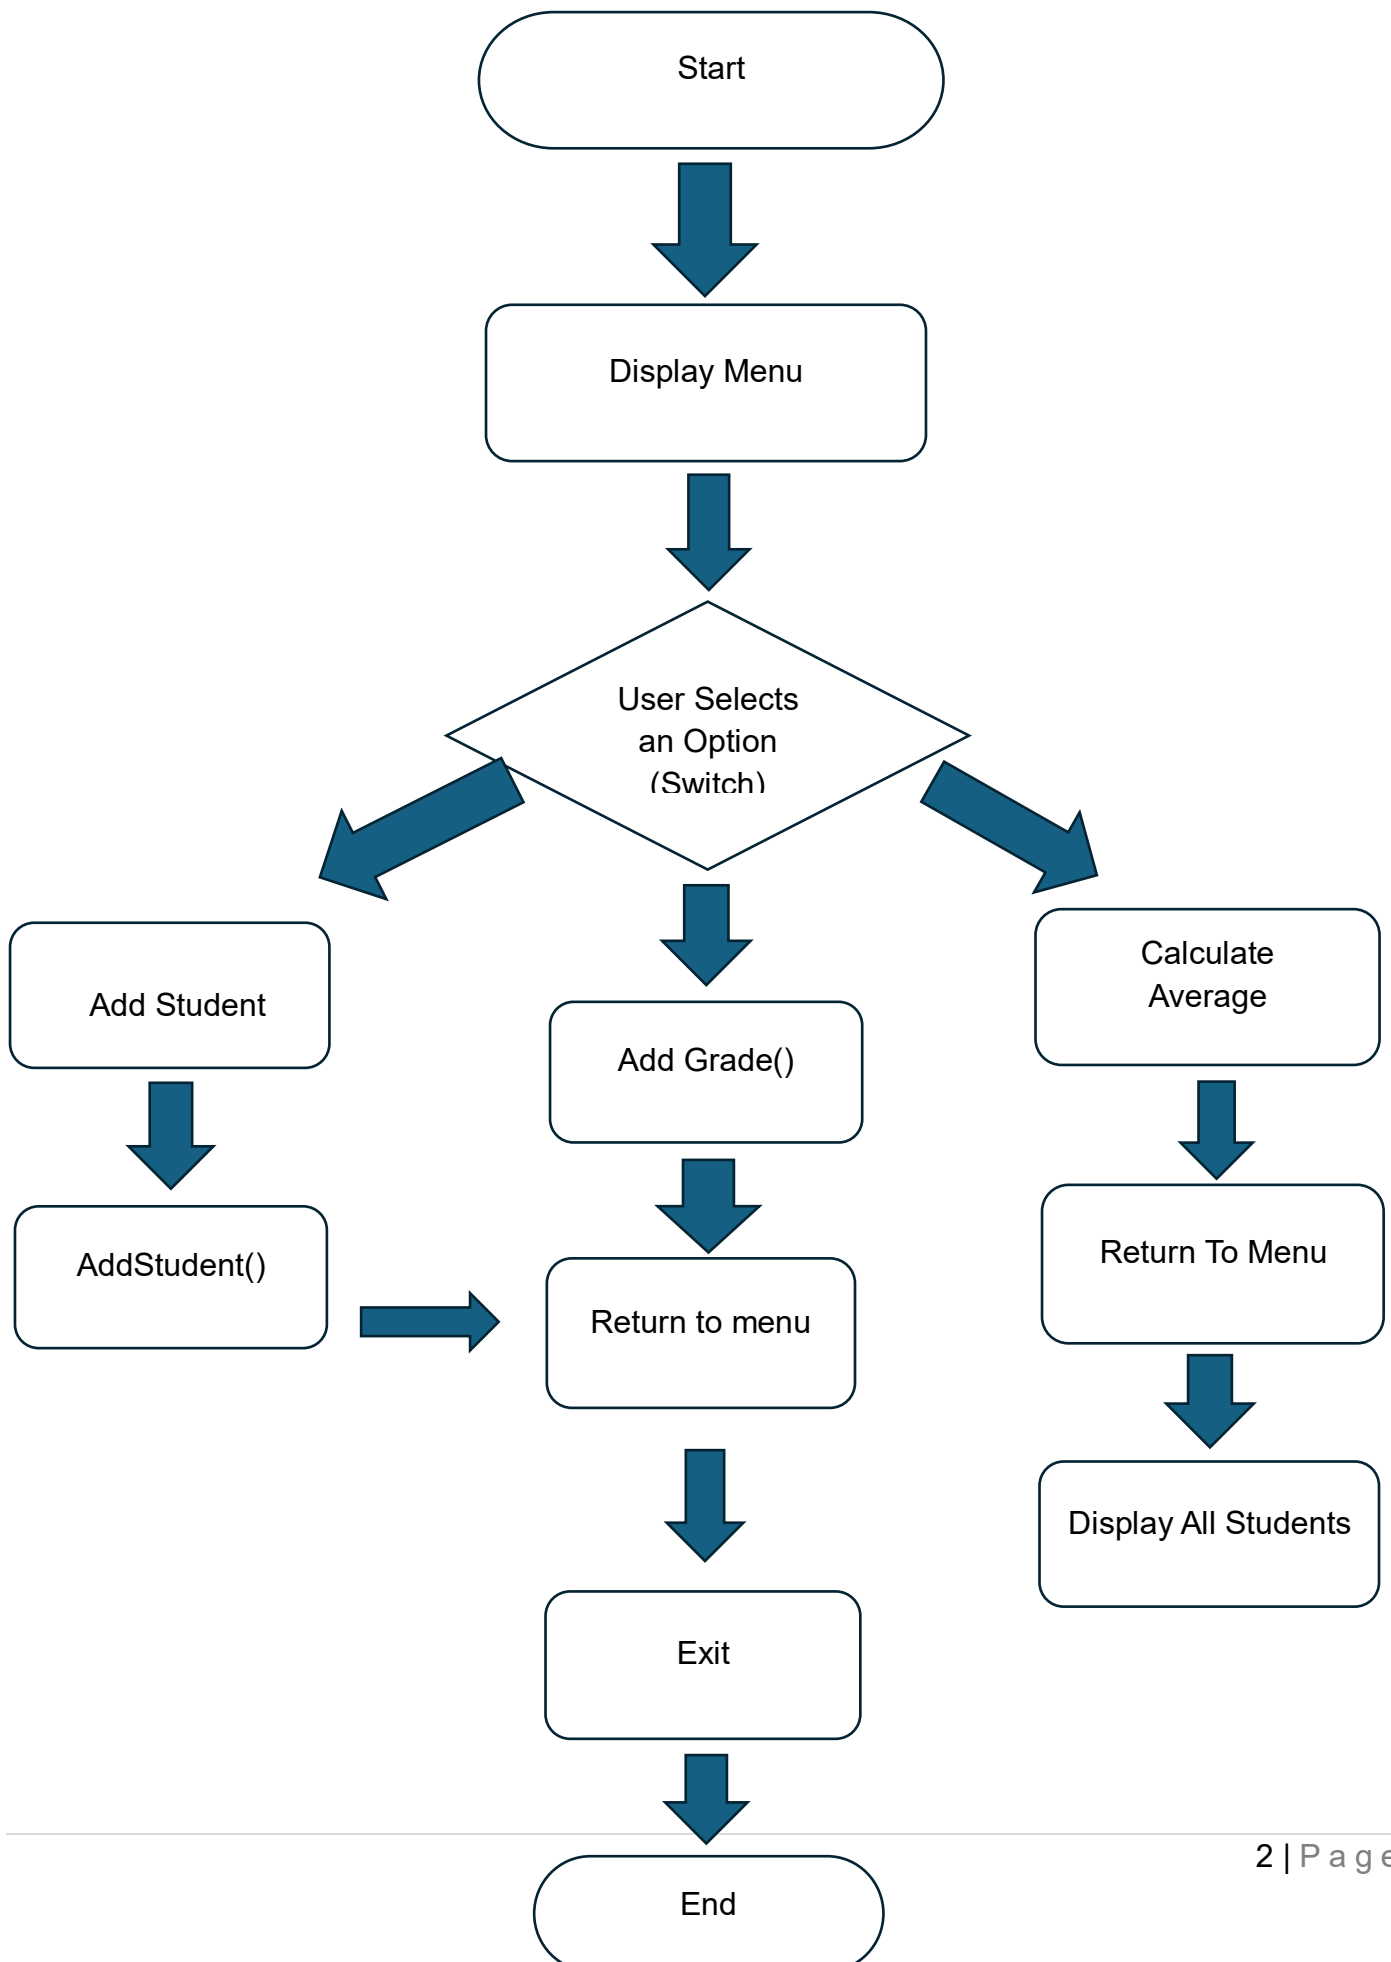 Start
Display Menu
User Selects
an Option
(Switch)
Add Student
Add Grade()
Calculate
Average
AddStudent()
Return to menu
Return To Menu
Display All Students
Exit
2 | Page
End